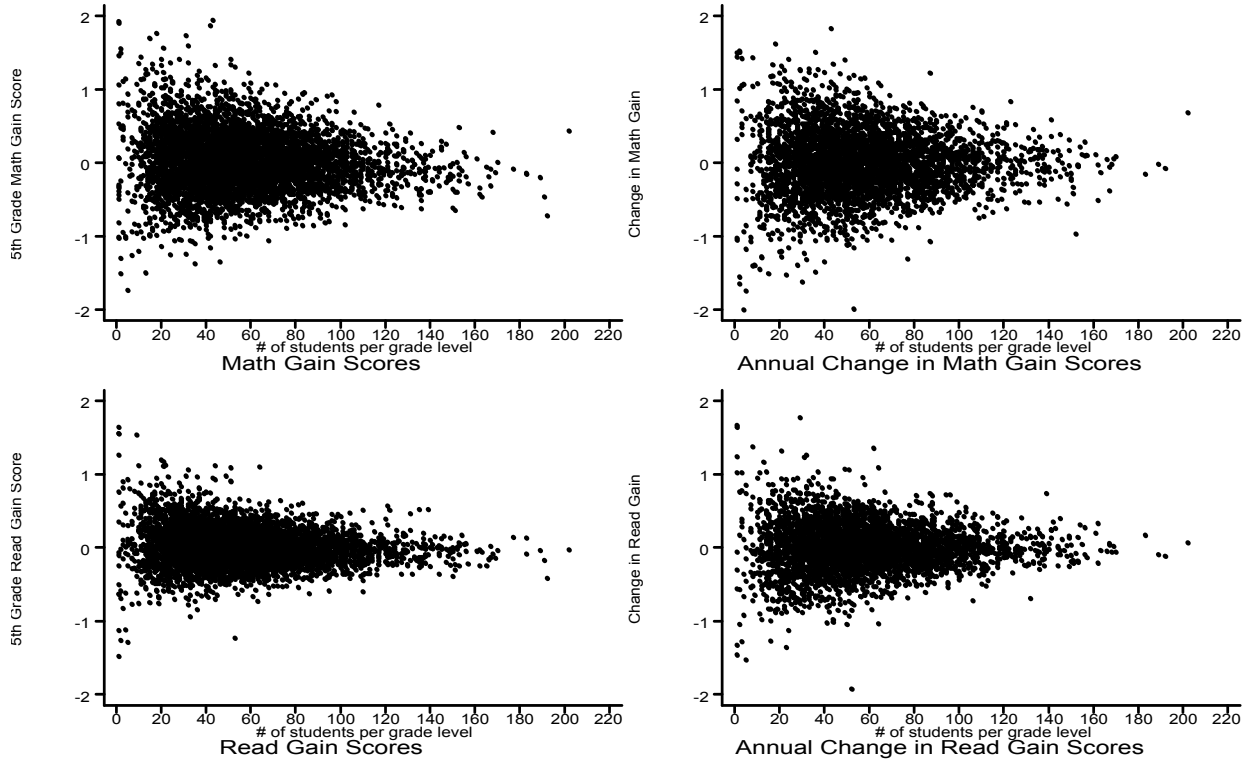 2
1
0
-1
-2
5th Grade Math Gain Score
0 20 40 60 80 100 120 140 160 180 200 220
# of students per grade level
Math Gain Scores
2
1
0
-1
-2
Change in Math Gain
0 20 40 60 80 100 120 140 160 180 200 220
# of students per grade level
Annual Change in Math Gain Scores
2
1
0
-1
-2
5th Grade Read Gain Score
0 20 40 60 80 100 120 140 160 180 200 220
# of students per grade level
Read Gain Scores
2
1
0
-1
-2
Change in Read Gain
0 20 40 60 80 100 120 140 160 180 200 220
# of students per grade level
Annual Change in Read Gain Scores